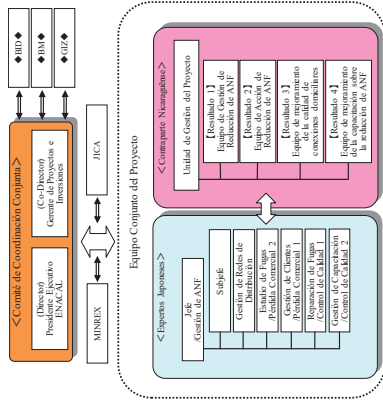 <Comité de Coordinación Conjunta>
(Director)
Presidente Ejecutivo
ENACAL
(Co-Director)
Gerente de Proyectos e
Inversiones
◆BID◆
◆BM◆
◆GIZ◆
MINREX
JICA
Equipo Conjunto del Proyecto
<Expertos Japoneses>
Jefe
/Gestión de ANF
Subjefe
Gestión de Redes de
Distribución
Estudio de Fugas
/Pérdida Comercial 2
Gestión de Clientes
/Pérdida Comercial 1
Reparación de Fugas
/Control de Calidad 1
Gestión de Capacitación
/Control de Calidad 2
<Contraparte Nicaragüense>
Unidad de Gestión del Proyecto
【Resultado 1】
Equipo de Gestión de
Reducción de ANF
【Resultado 2】
Equipo de Acción de
Reducción de ANF
【Resultado 3】
Equipo de mejoramiento
de la calidad de
conexiones domiciliares
【Resultado 4】
Equipo de mejoramiento
de la capacitación sobre
la reducción de ANF